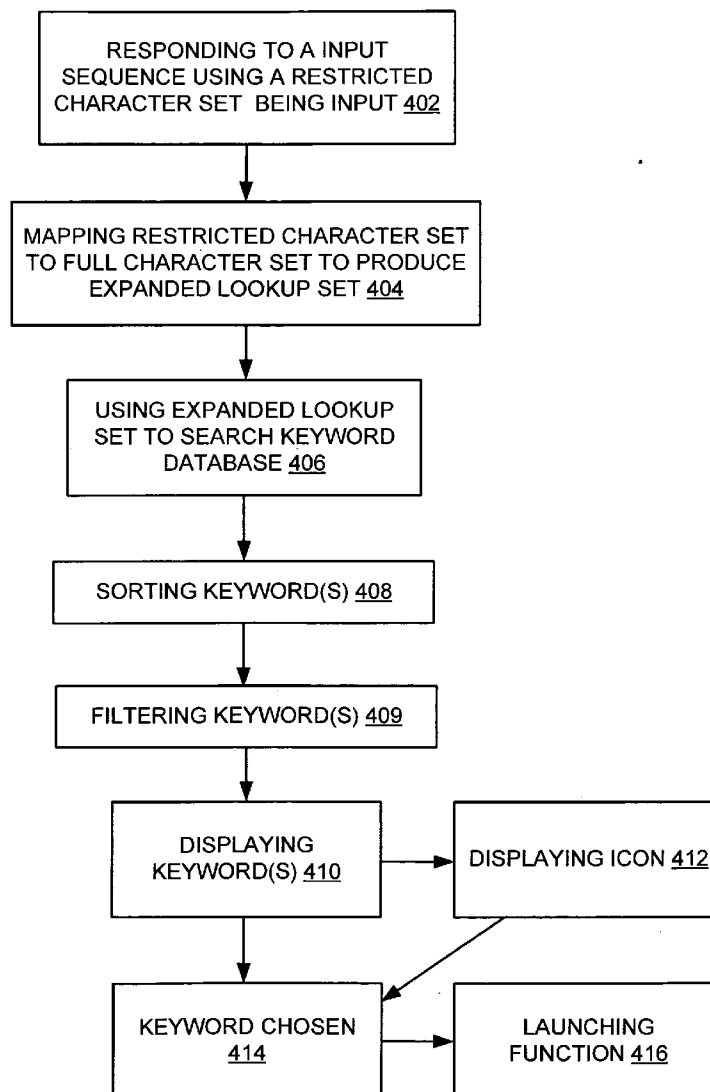 RESPONDING TO A INPUT
SEQUENCE USING A RESTRICTED
CHARACTER SET BEING INPUT 402
MAPPING RESTRICTED CHARACTER SET
TO FULL CHARACTER SET TO PRODUCE
EXPANDED LOOKUP SET 404
USING EXPANDED LOOKUP
SET TO SEARCH KEYWORD
DATABASE 406
SORTING KEYWORD(S) 408
FILTERING KEYWORD(S) 409
DISPLAYING
KEYWORD(S) 410
DISPLAYING ICON 412
KEYWORD CHOSEN
414
LAUNCHING
FUNCTION 416